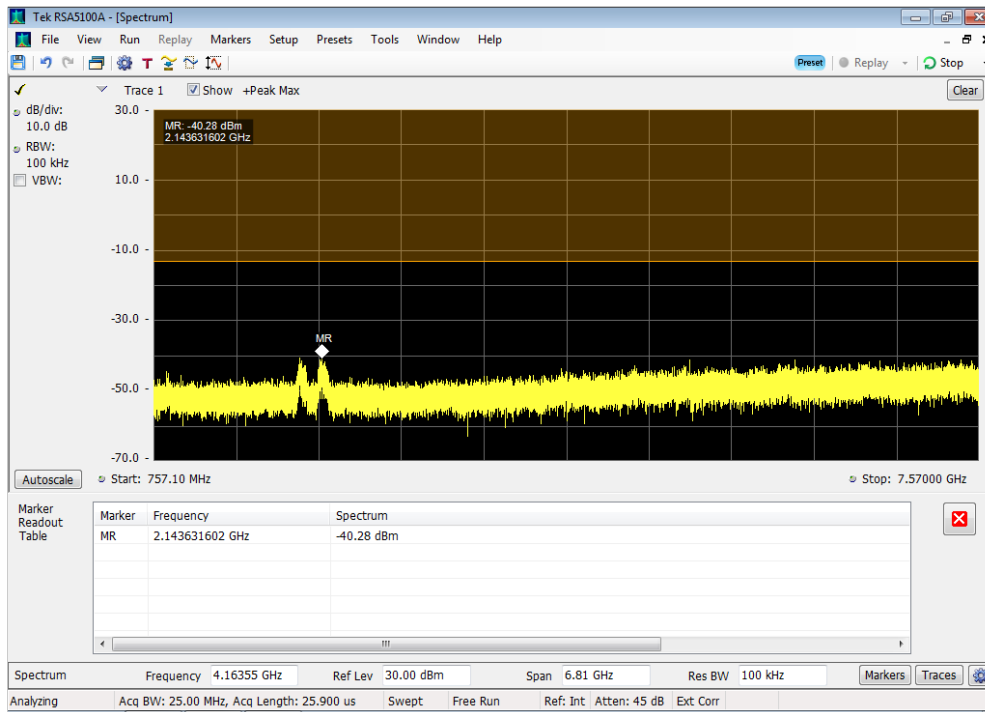 Tek RSA5100A - [Spectrum]
File View Run Replay Markers Setup Presets Tools Window Help
T Preset Replay Stop
Trace 1 Show +Peak Max Clear
dB/div:
10.0 dB
RBW:
100 kHz
VBW:
30.0
10.0
-10.0
-30.0
-50.0
-70.0
MR: -40.28 dBm
2.143631602 GHz
MR
Autoscale Start: 757.10 MHz Stop: 7.57000 GHz
Marker
Readout
Table
Marker Frequency Spectrum
MR 2.143631602 GHz -40.28 dBm
Spectrum Frequency 4.16355 GHz Ref Lev 30.00 dBm Span 6.81 GHz Res BW 100 kHz Markers Traces
Analyzing Acq BW: 25.00 MHz, Acq Length: 25.900 us Swept Free Run Ref: Int Atten: 45 dB Ext Corr